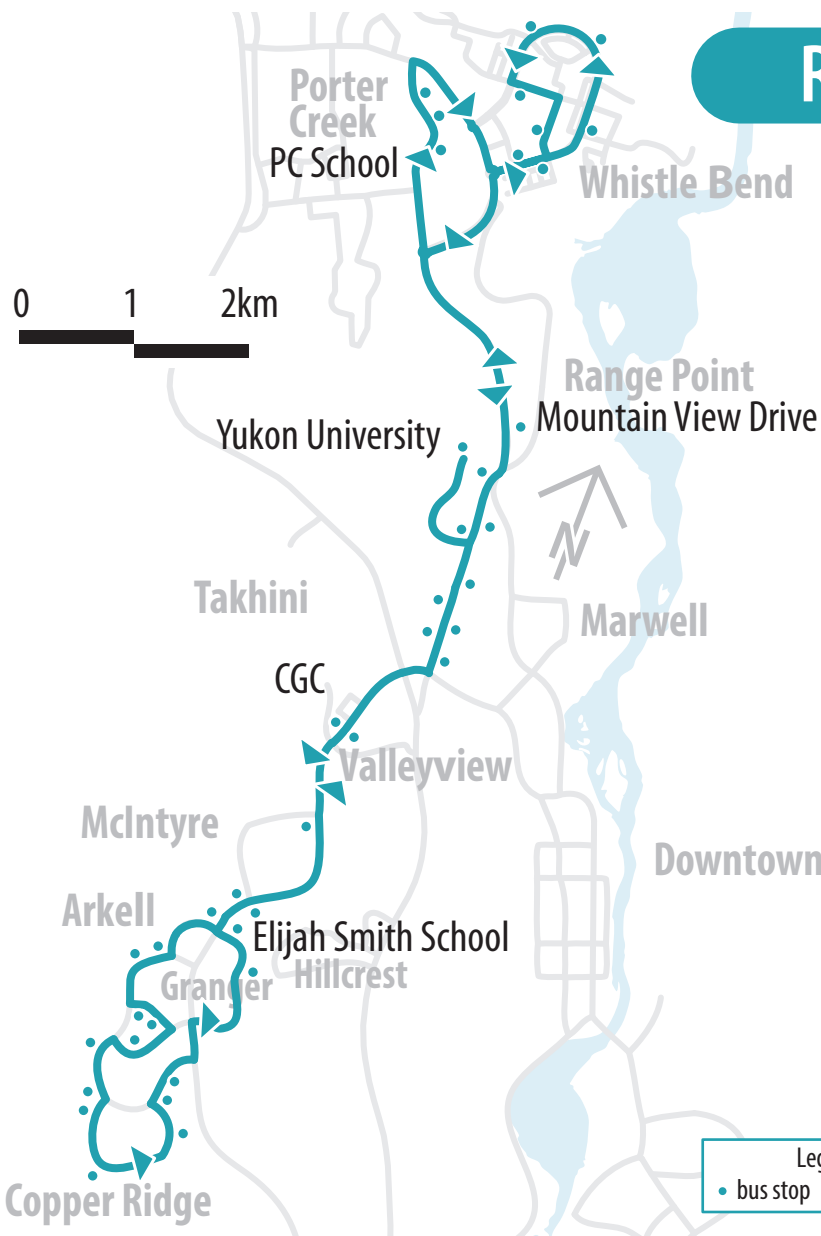 R
Porter
Creek
PC School
Whistle Bend
0 1 2km
Range Point
Mountain View Drive
Yukon University
N
Takhini
Marwell
CGC
Valleyview
McIntyre
Downtown
Arkell
Elijah Smith School
Granger
Hillcrest
Copper Ridge
Leg
• bus stop